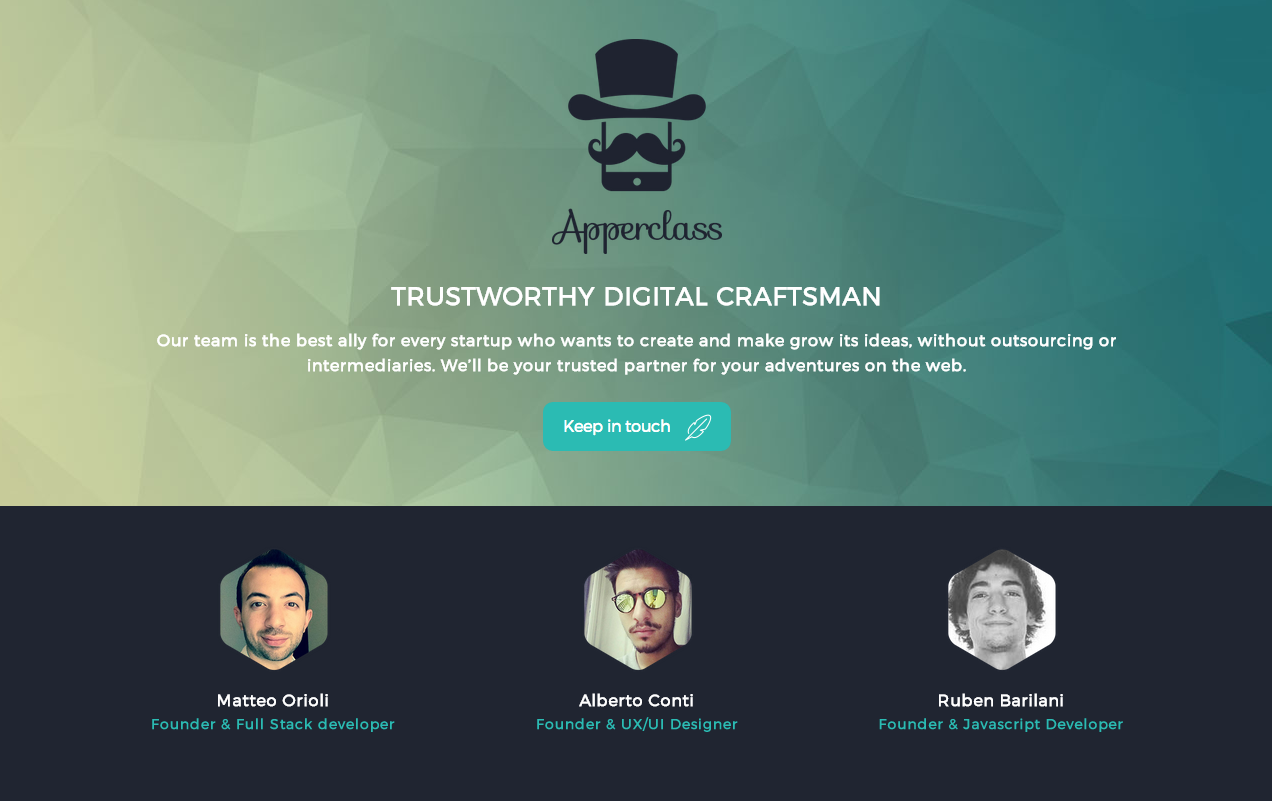 Apperclass
TRUSTWORTHY DIGITAL CRAFTSMAN
Our team is the best ally for every startup who wants to create and make grow its ideas, without outsourcing or
intermediaries. We’ll be your trusted partner for your adventures on the web.
Keep in touch
Matteo Orioli
Founder & Full Stack developer
Alberto Conti
Founder & UX/UI Designer
Ruben Barilani
Founder & Javascript Developer